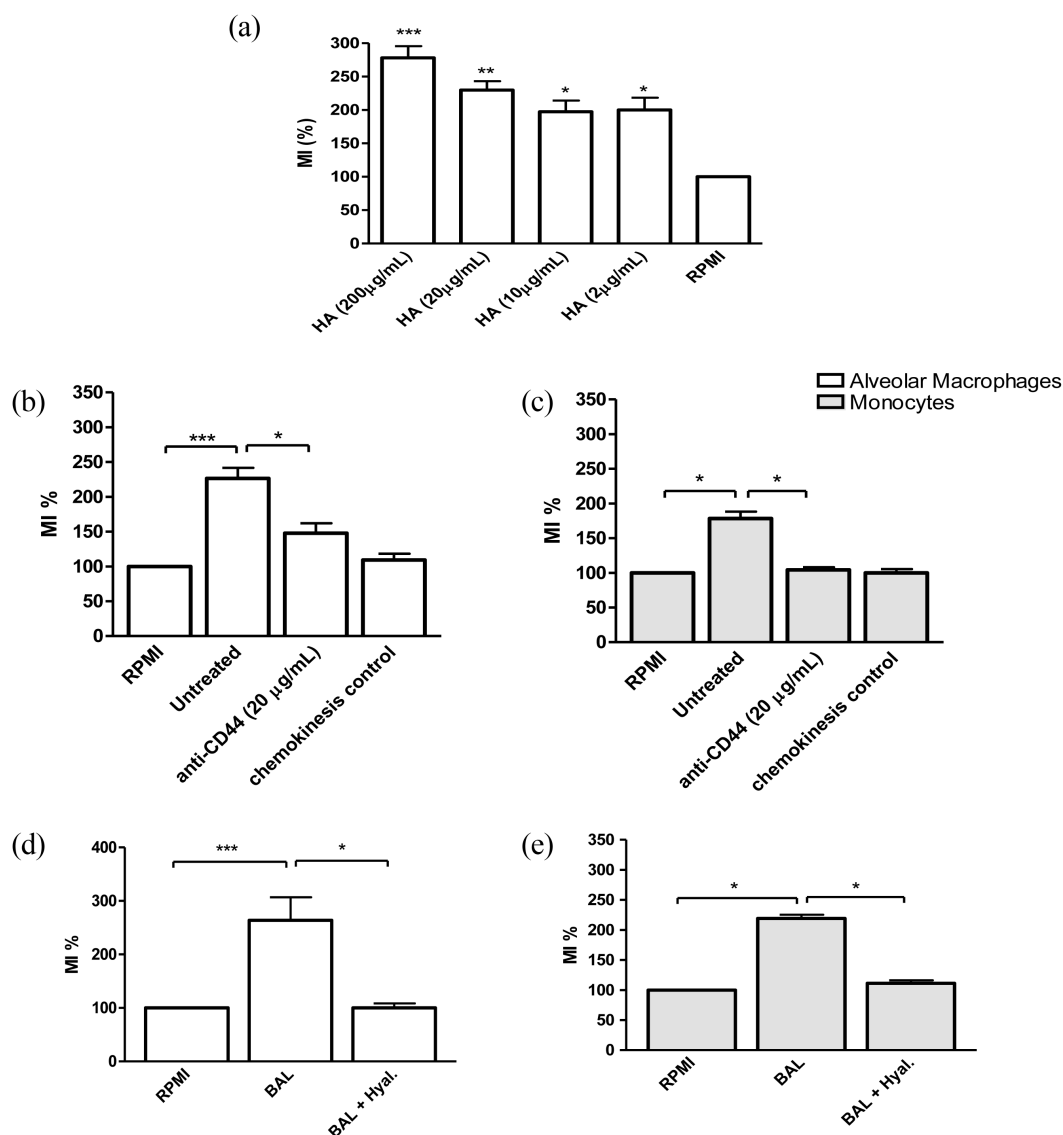 (a)
***
**
*
*
MI (%)
300
250
200
150
100
50
0
HA (200µg/mL)
HA (20µg/mL)
HA (10µg/mL)
HA (2µg/mL)
RPMI
Alveolar Macrophages
Monocytes
(b)
MI %
350
300
250
200
150
100
50
0
***
*
RPMI
Untreated
anti-CD44 (20 µg/mL)
chemokinesis control
(c)
MI %
350
300
250
200
150
100
50
0
*
*
RPMI
Untreated
anti-CD44 (20 µg/mL)
chemokinesis control
(d)
MI %
400
300
200
100
0
***
*
RPMI
BAL
BAL + Hyal.
(e)
MI %
350
300
250
200
150
100
50
0
*
*
RPMI
BAL
BAL + Hyal.